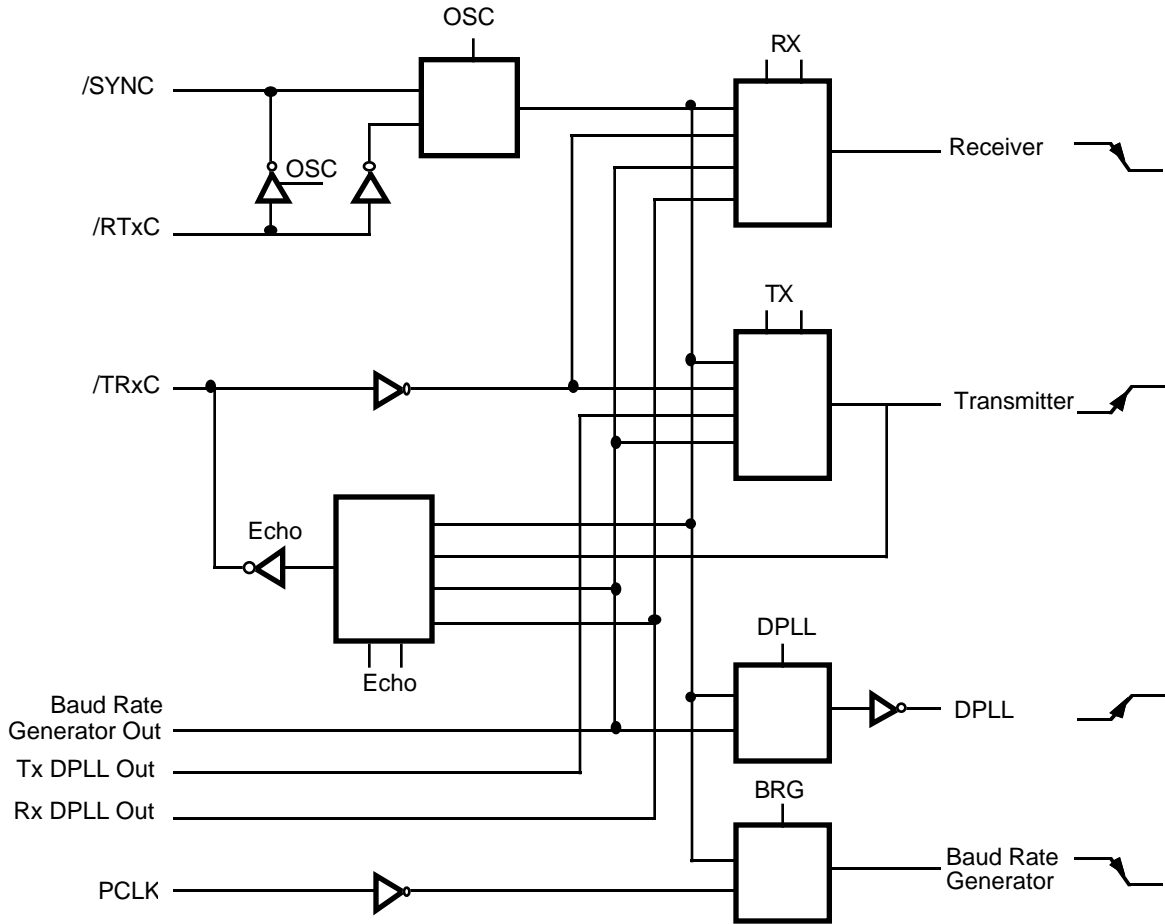 OSC
/SYNC
RX
OSC
Receiver
/RTxC
TX
/TRxC
Transmitter
Echo
DPLL
Echo
Baud Rate
Generator Out
DPLL
Tx DPLL Out
BRG
Rx DPLL Out
Baud Rate
Generator
PCLK